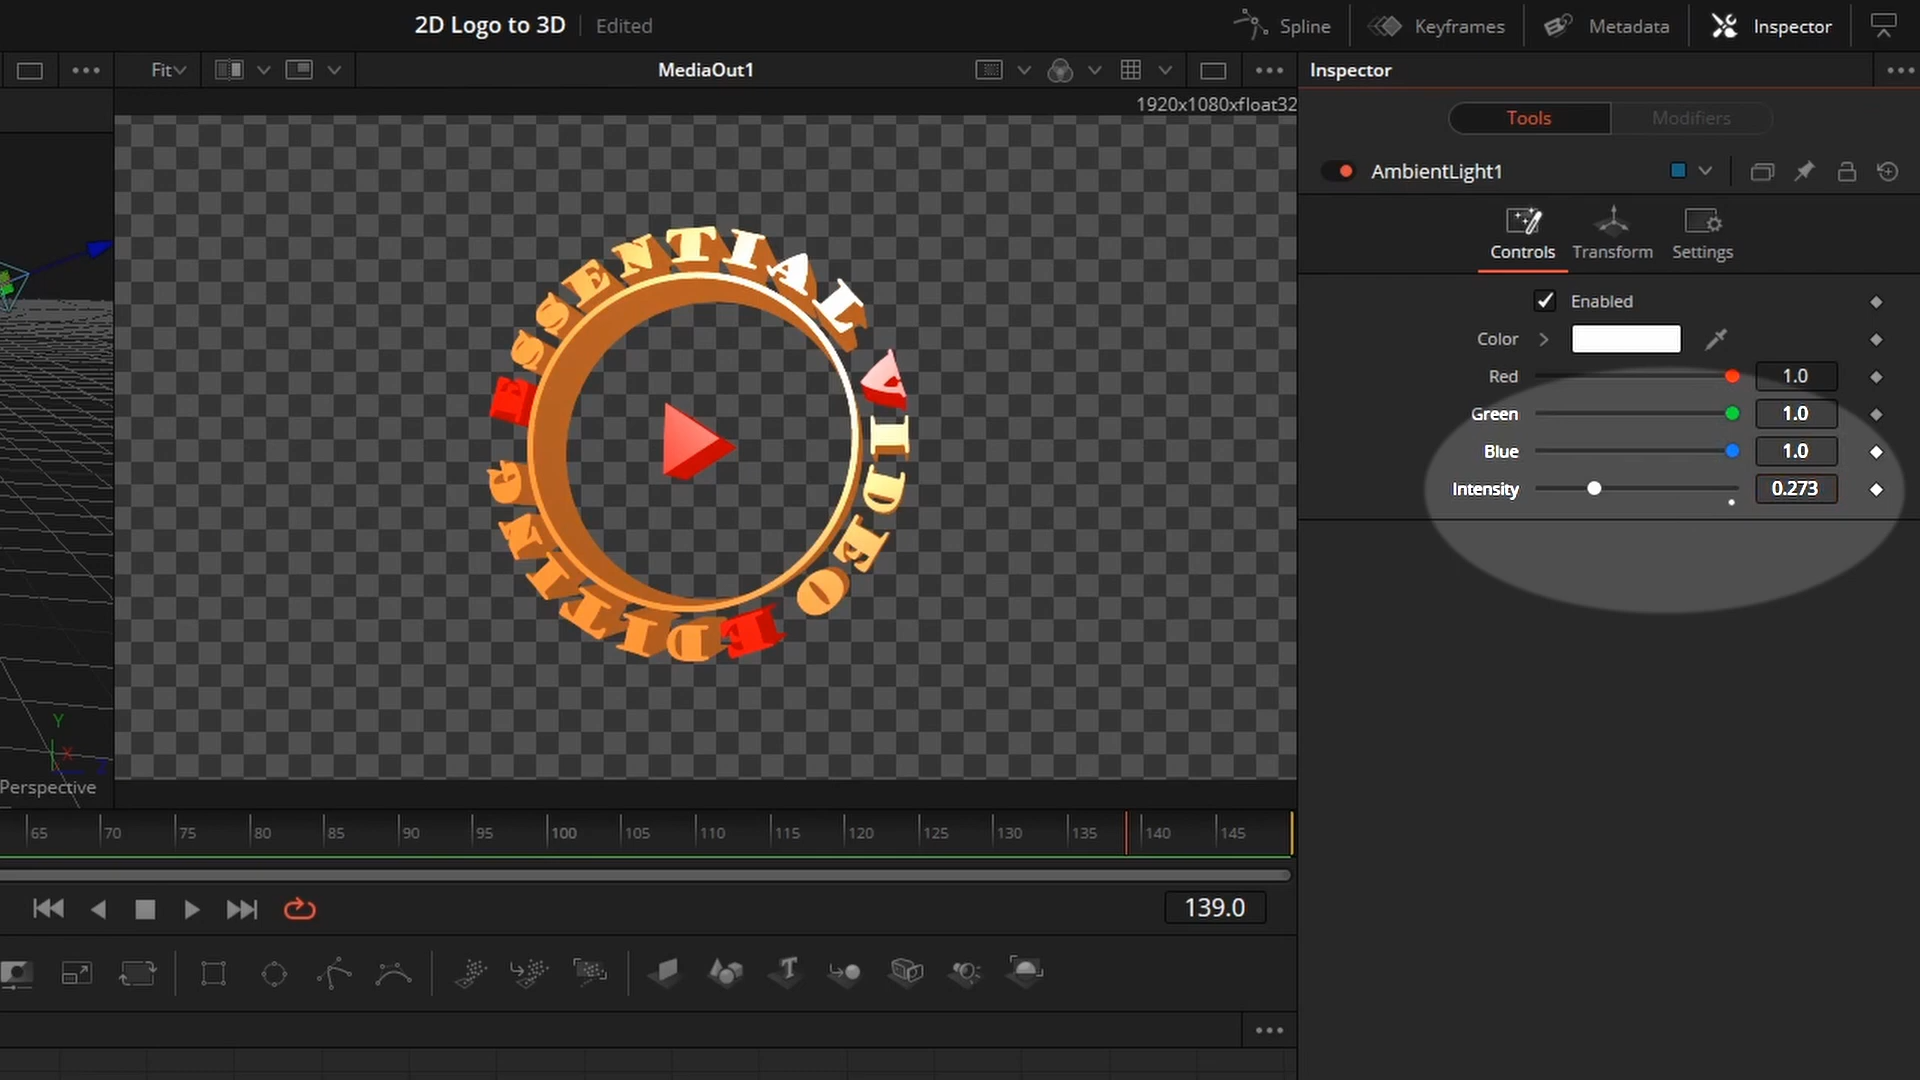 2D Logo to 3D Edited
Spline Keyframes Metadata Inspector
Fit MediaOut1
Inspector
1920x1080xfloat32
Tools Modifiers
AmbientLight1
Controls Transform Settings
Enabled
Color
Red 1.0
Green 1.0
Blue 1.0
Intensity 0.273
ESSENTIAL
VIDEO
EDITING
Y
X
Z
Perspective
65 70 75 80 85 90 95 100 105 110 115 120 125 130 135 140 145
139.0